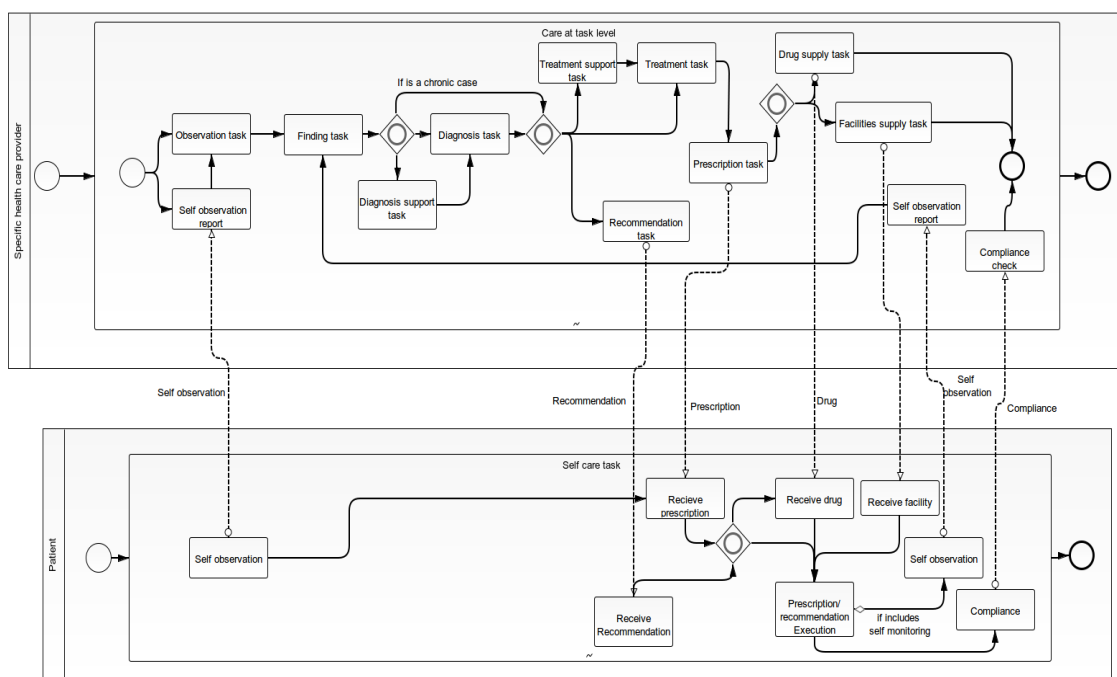 Specific health care provider
Care at task level
Treatment support
task
Treatment task
Drug supply task
If is a chronic case
Observation task
Finding task
Diagnosis task
Facilities supply task
Prescription task
Diagnosis support
task
Self observation
report
Recommendation
task
Self observation
report
Compliance
check
~
Self observation
Recommendation
Prescription
Drug
Self
observation
Compliance
Patient
Self care task
Recieve
prescription
Receive drug
Receive facility
Self observation
Self observation
Receive
Recommendation
Prescription/
recommendation
Execution
if includes
self monitoring
Compliance
~